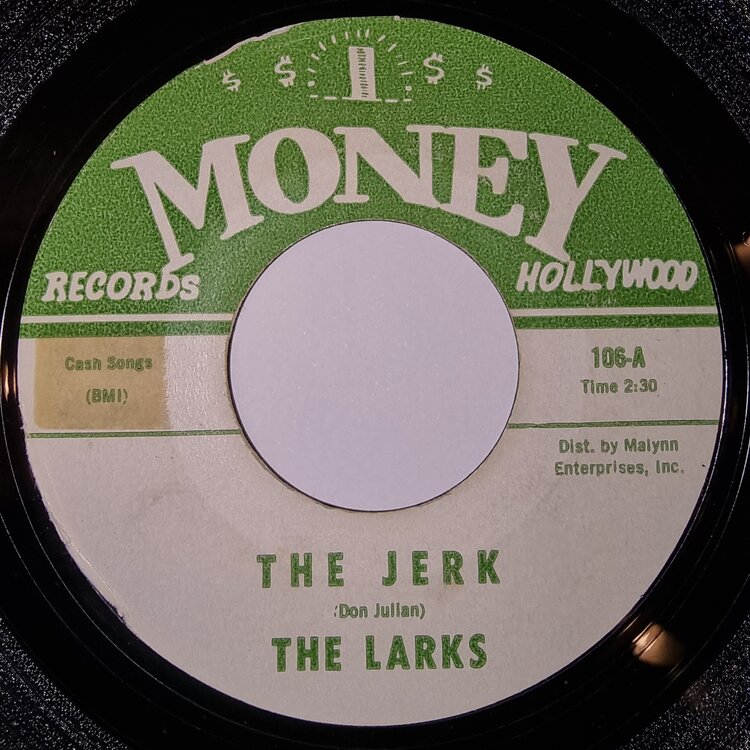 $ $ 1 $ $
MONEY
RECORDS HOLLYWOOD
Cash Songs
(BMI)
106-A
Time 2:30
Dist. by Malynn
Enterprises, Inc.
THE JERK
(Don Julian)
THE LARKS